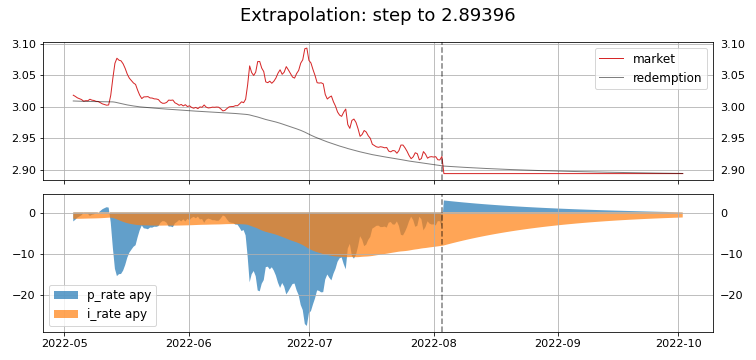 Extrapolation: step to 2.89396
3.10 3.10
market
redemption
3.05 3.05
3.00 3.00
2.95 2.95
2.90 2.90
0 0
−10 −10
−20 −20
p_rate apy
i_rate apy
2022-05 2022-06 2022-07 2022-08 2022-09 2022-10